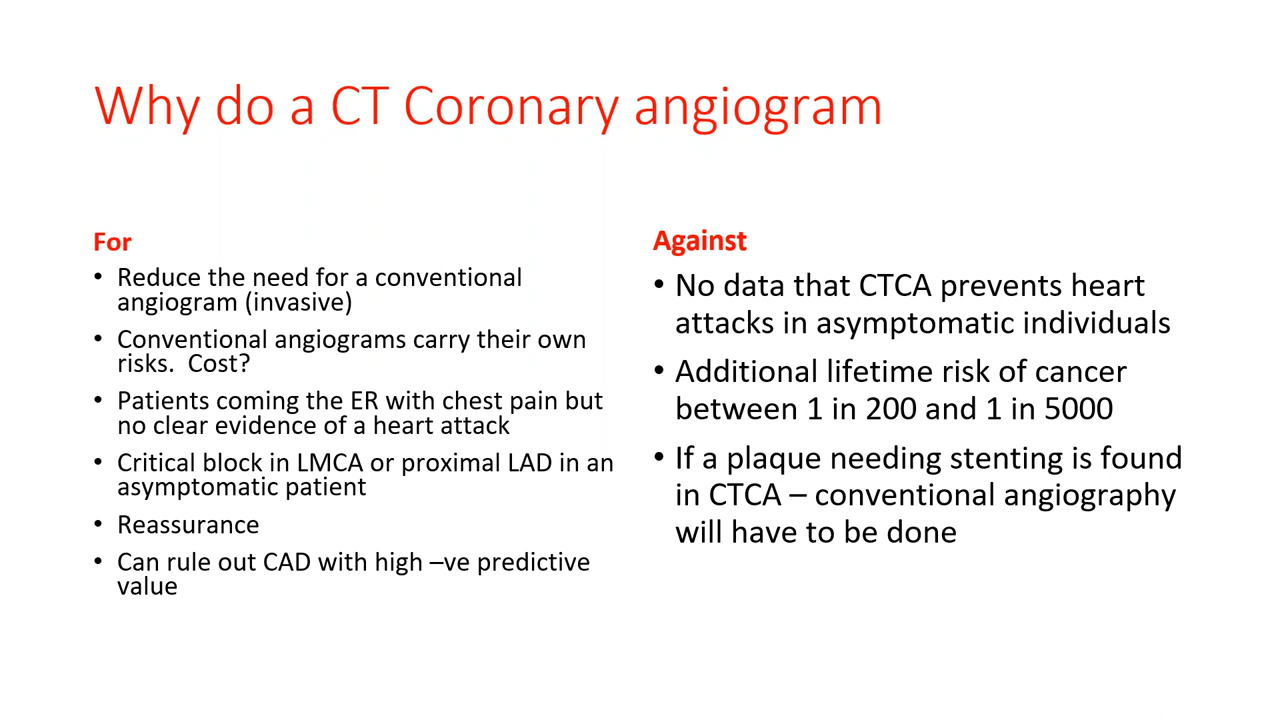 Why do a CT Coronary angiogram
For
• Reduce the need for a conventional
angiogram (invasive)
• Conventional angiograms carry their own
risks.  Cost?
• Patients coming the ER with chest pain but
no clear evidence of a heart attack
• Critical block in LMCA or proximal LAD in an
asymptomatic patient
• Reassurance
• Can rule out CAD with high –ve predictive
value
Against
• No data that CTCA prevents heart
attacks in asymptomatic individuals
• Additional lifetime risk of cancer
between 1 in 200 and 1 in 5000
• If a plaque needing stenting is found
in CTCA – conventional angiography
will have to be done